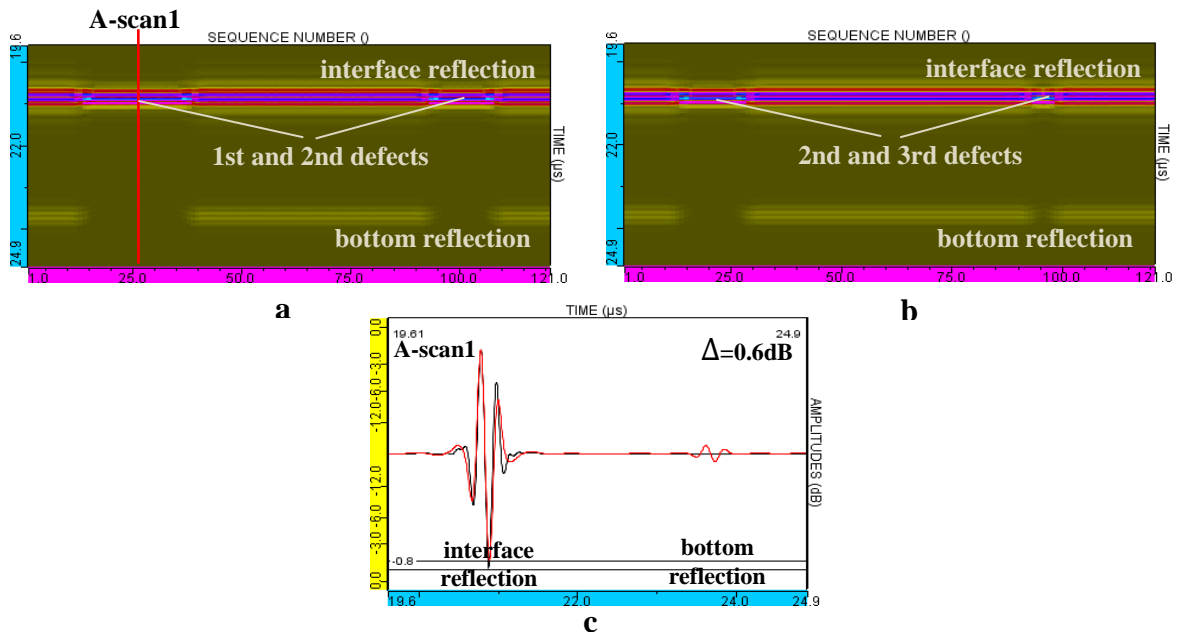 A-scan1
SEQUENCE NUMBER ()
19.6
22.0
24.9
interface reflection
1st and 2nd defects
bottom reflection
TIME (µs)
1.0 25.0 50.0 75.0 100.0 121.0
a
SEQUENCE NUMBER ()
19.6
22.0
24.9
interface reflection
2nd and 3rd defects
bottom reflection
TIME (µs)
1.0 25.0 50.0 75.0 100.0 121.0
b
TIME (µs)
19.61 24.9
A-scan1 Δ=0.6dB
0.0
-3.0
-6.0
-12.0
-12.0
-6.0
-3.0
0.0
AMPLITUDES (dB)
-0.8
interface bottom
reflection reflection
19.6 22.0 24.0 24.9
c